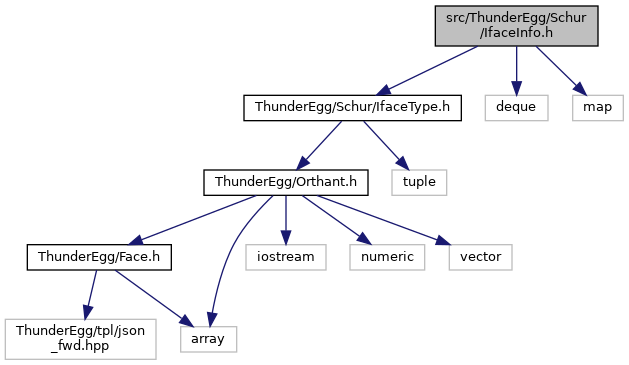 src/ThunderEgg/Schur
/IfaceInfo.h
ThunderEgg/Schur/IfaceType.h
deque
map
ThunderEgg/Orthant.h
tuple
ThunderEgg/Face.h
iostream
numeric
vector
ThunderEgg/tpl/json
_fwd.hpp
array